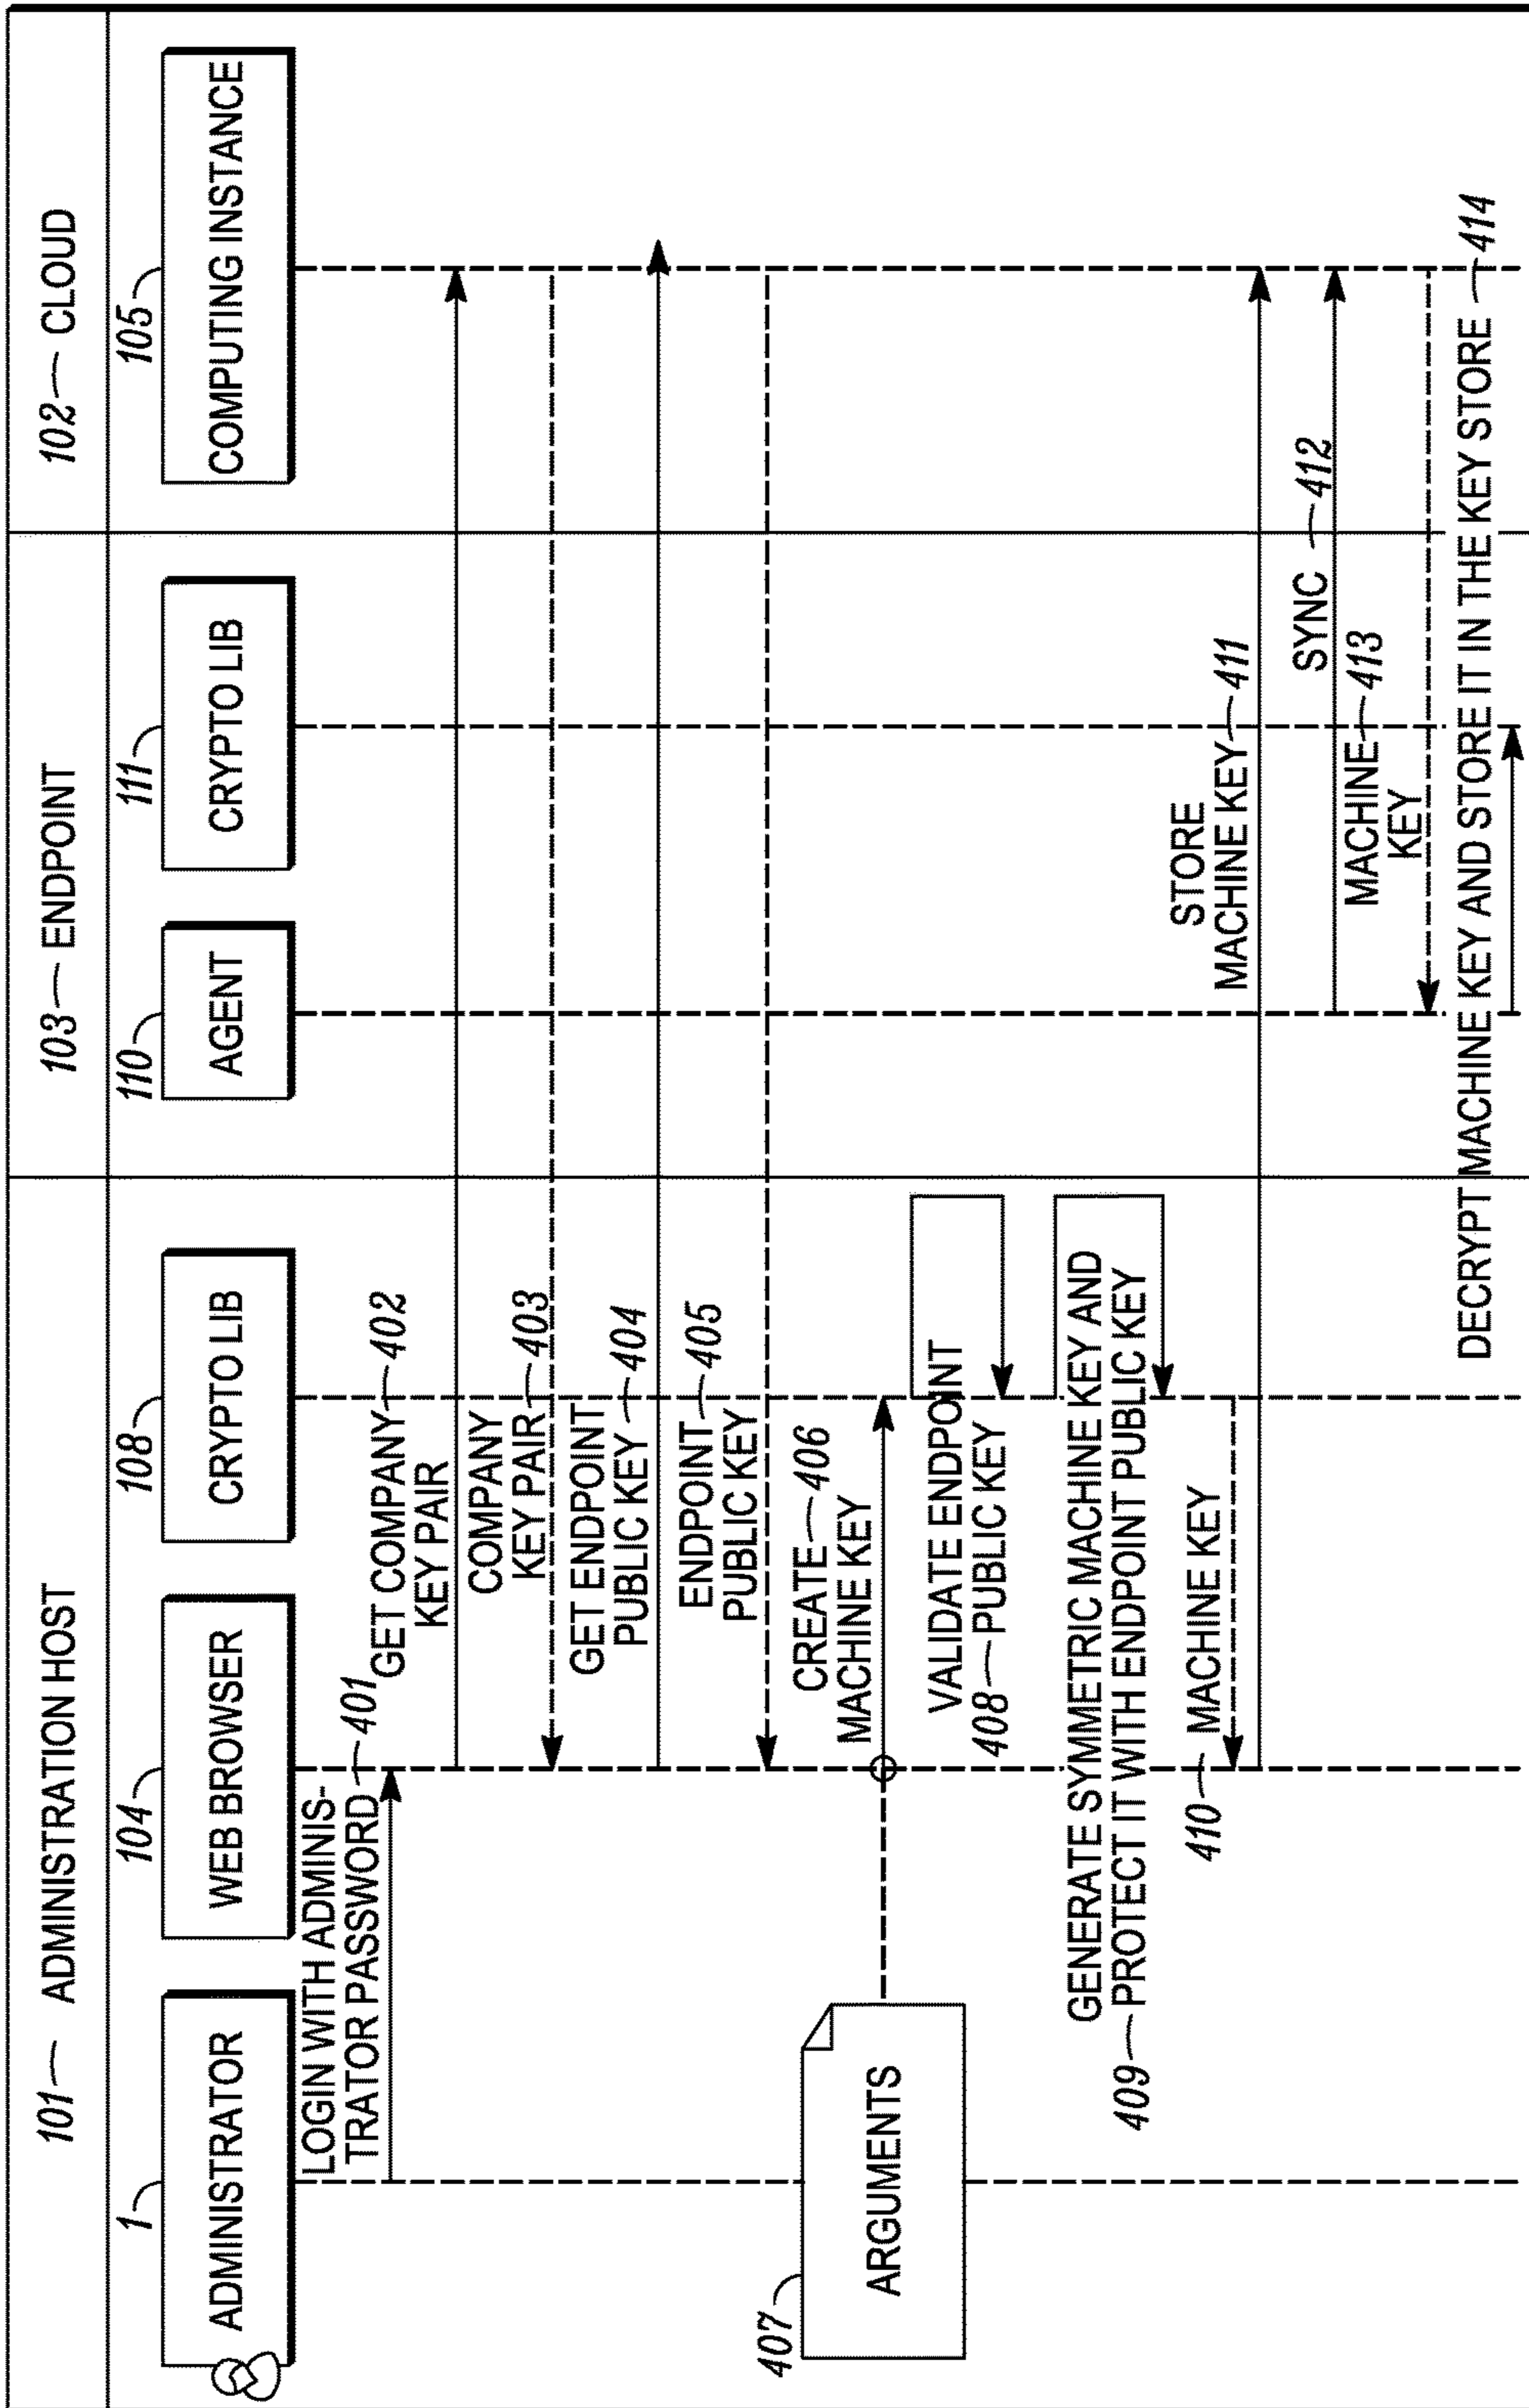 101 ADMINISTRATION HOST
103 ENDPOINT
102 CLOUD
1
104
108
110
111
105
ADMINISTRATOR
WEB BROWSER
CRYPTO LIB
AGENT
CRYPTO LIB
COMPUTING INSTANCE
LOGIN WITH ADMINIS-
TRATOR PASSWORD 401
GET COMPANY 402
KEY PAIR
COMPANY
KEY PAIR 403
GET ENDPOINT
PUBLIC KEY 404
ENDPOINT 405
PUBLIC KEY
CREATE 406
MACHINE KEY
407
ARGUMENTS
VALIDATE ENDPOINT
408 PUBLIC KEY
GENERATE SYMMETRIC MACHINE KEY AND
409 PROTECT IT WITH ENDPOINT PUBLIC KEY
410 MACHINE KEY
STORE
MACHINE KEY 411
SYNC 412
MACHINE 413
KEY
DECRYPT MACHINE KEY AND STORE IT IN THE KEY STORE 414